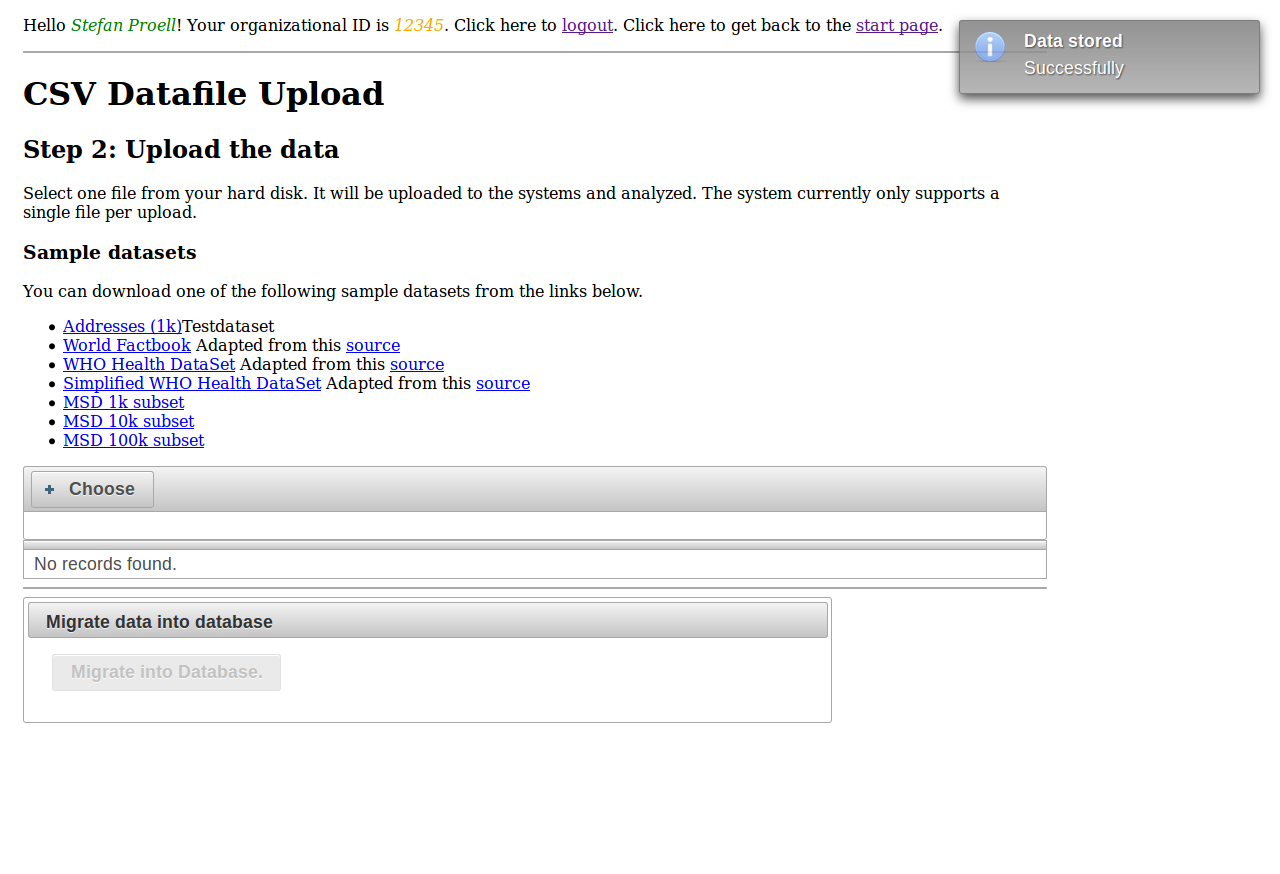 Hello Stefan Proell! Your organizational ID is 12345. Click here to logout. Click here to get back to the start page.
Data stored
Successfully
CSV Datafile Upload
Step 2: Upload the data
Select one file from your hard disk. It will be uploaded to the systems and analyzed. The system currently only supports a
single file per upload.
Sample datasets
You can download one of the following sample datasets from the links below.
Addresses (1k)Testdataset
World Factbook Adapted from this source
WHO Health DataSet Adapted from this source
Simplified WHO Health DataSet Adapted from this source
MSD 1k subset
MSD 10k subset
MSD 100k subset
Choose
No records found.
Migrate data into database
Migrate into Database.